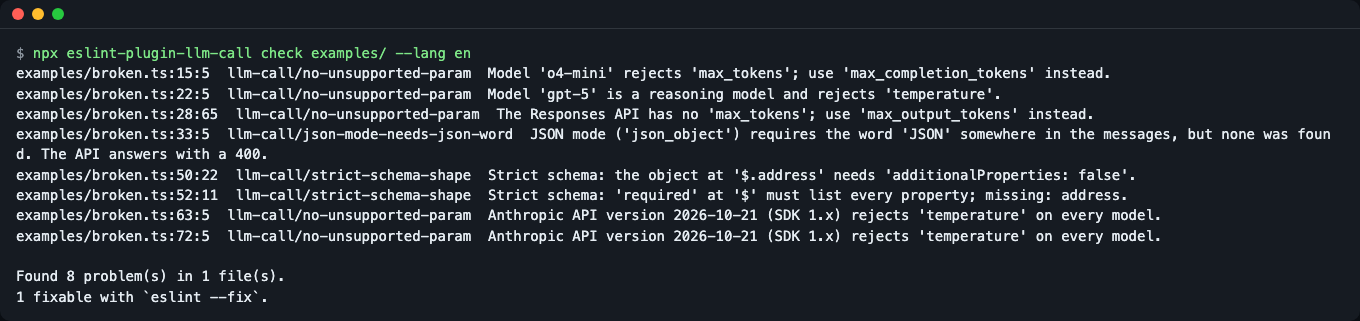 $ npx eslint-plugin-llm-call check examples/ --lang en
examples/broken.ts:15:5  llm-call/no-unsupported-param  Model 'o4-mini' rejects 'max_tokens'; use 'max_completion_tokens' instead.
examples/broken.ts:22:5  llm-call/no-unsupported-param  Model 'gpt-5' is a reasoning model and rejects 'temperature'.
examples/broken.ts:28:65  llm-call/no-unsupported-param  The Responses API has no 'max_tokens'; use 'max_output_tokens' instead.
examples/broken.ts:33:5  llm-call/json-mode-needs-json-word  JSON mode ('json_object') requires the word 'JSON' somewhere in the messages, but none was foun
d. The API answers with a 400.
examples/broken.ts:50:22  llm-call/strict-schema-shape  Strict schema: the object at '$.address' needs 'additionalProperties: false'.
examples/broken.ts:52:11  llm-call/strict-schema-shape  Strict schema: 'required' at '$' must list every property; missing: address.
examples/broken.ts:63:5  llm-call/no-unsupported-param  Anthropic API version 2026-10-21 (SDK 1.x) rejects 'temperature' on every model.
examples/broken.ts:72:5  llm-call/no-unsupported-param  Anthropic API version 2026-10-21 (SDK 1.x) rejects 'temperature' on every model.
Found 8 problem(s) in 1 file(s).
1 fixable with `eslint --fix`.